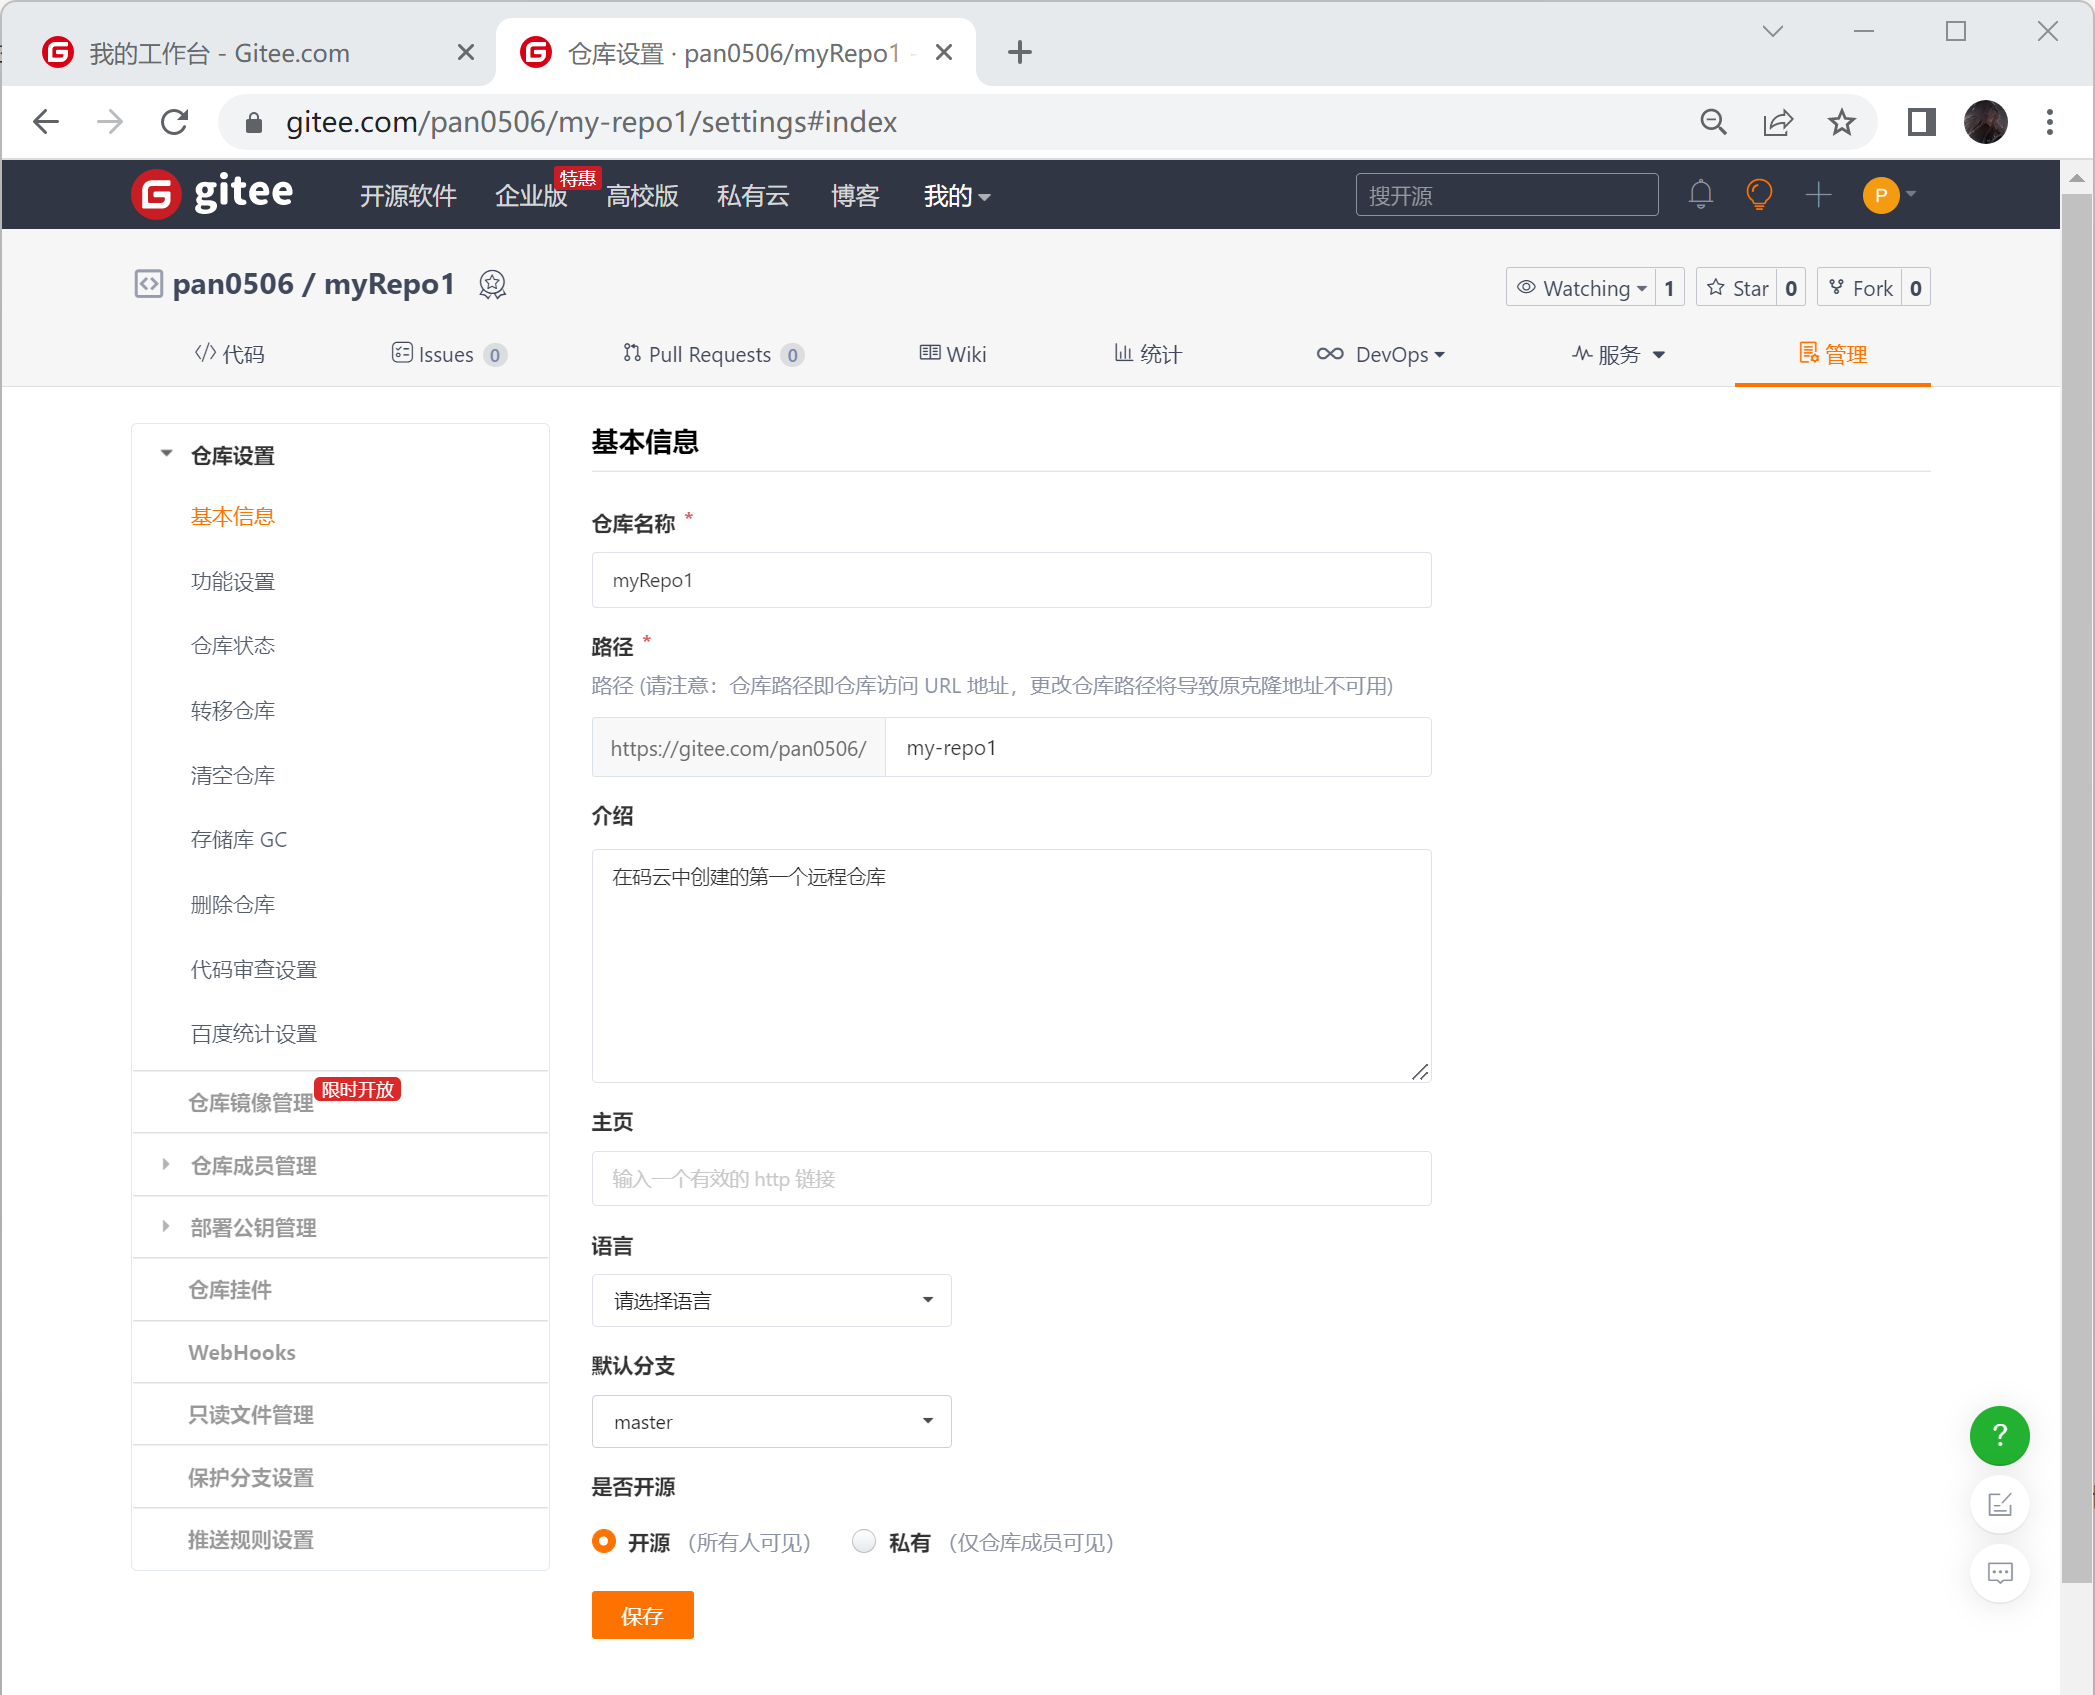 我的工作台 - Gitee.com
仓库设置 · pan0506/myRepo1 -
gitee.com/pan0506/my-repo1/settings#index
gitee 开源软件 企业版 特惠 高校版 私有云 博客 我的 搜开源 P
pan0506 / myRepo1
Watching 1 Star 0 Fork 0
代码 Issues 0 Pull Requests 0 Wiki 统计 DevOps 服务 管理
仓库设置
基本信息
功能设置
仓库状态
转移仓库
清空仓库
存储库 GC
删除仓库
代码审查设置
百度统计设置
仓库镜像管理 限时开放
仓库成员管理
部署公钥管理
仓库挂件
WebHooks
只读文件管理
保护分支设置
推送规则设置
基本信息
仓库名称 *
myRepo1
路径 *
路径 (请注意：仓库路径即仓库访问 URL 地址，更改仓库路径将导致原克隆地址不可用)
https://gitee.com/pan0506/ my-repo1
介绍
在码云中创建的第一个远程仓库
主页
输入一个有效的 http 链接
语言
请选择语言
默认分支
master
是否开源
开源 （所有人可见） 私有 （仅仓库成员可见）
保存
?